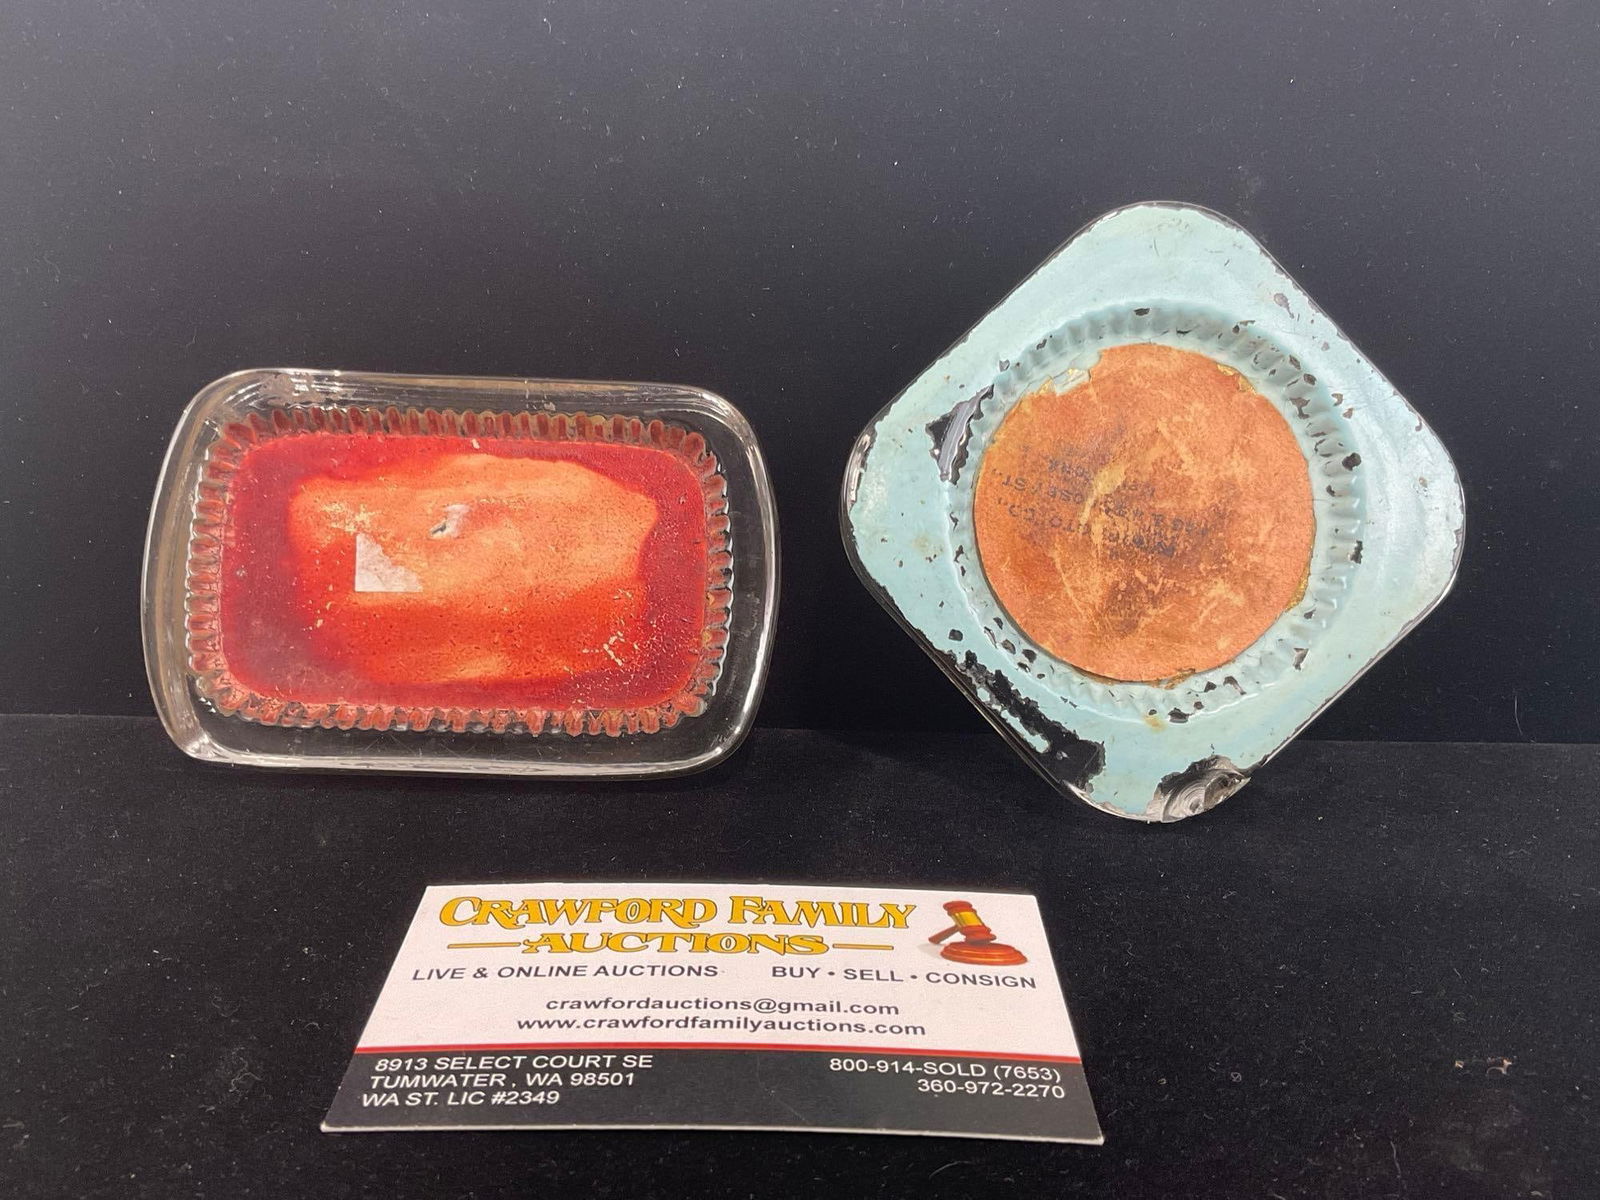 CRAWFORD FAMILY
AUCTIONS
LIVE & ONLINE AUCTIONS
BUY • SELL • CONSIGN
crawfordauctions@gmail.com
www.crawfordfamilyauctions.com
8913 SELECT COURT SE
TUMWATER, WA 98501
WA ST. LIC #2349
800-914-SOLD (7653)
360-972-2270